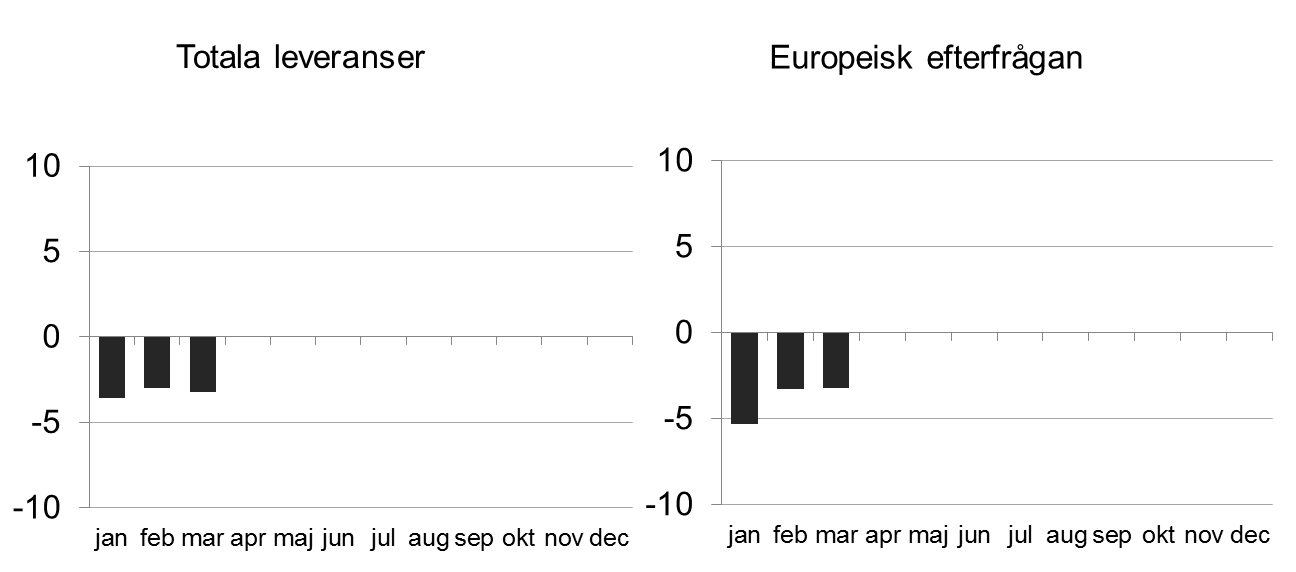 Totala leveranser
10
5
0
-5
-10
jan feb mar apr maj jun jul aug sep okt nov dec
Europeisk efterfrågan
10
5
0
-5
-10
jan feb mar apr maj jun jul aug sep okt nov dec